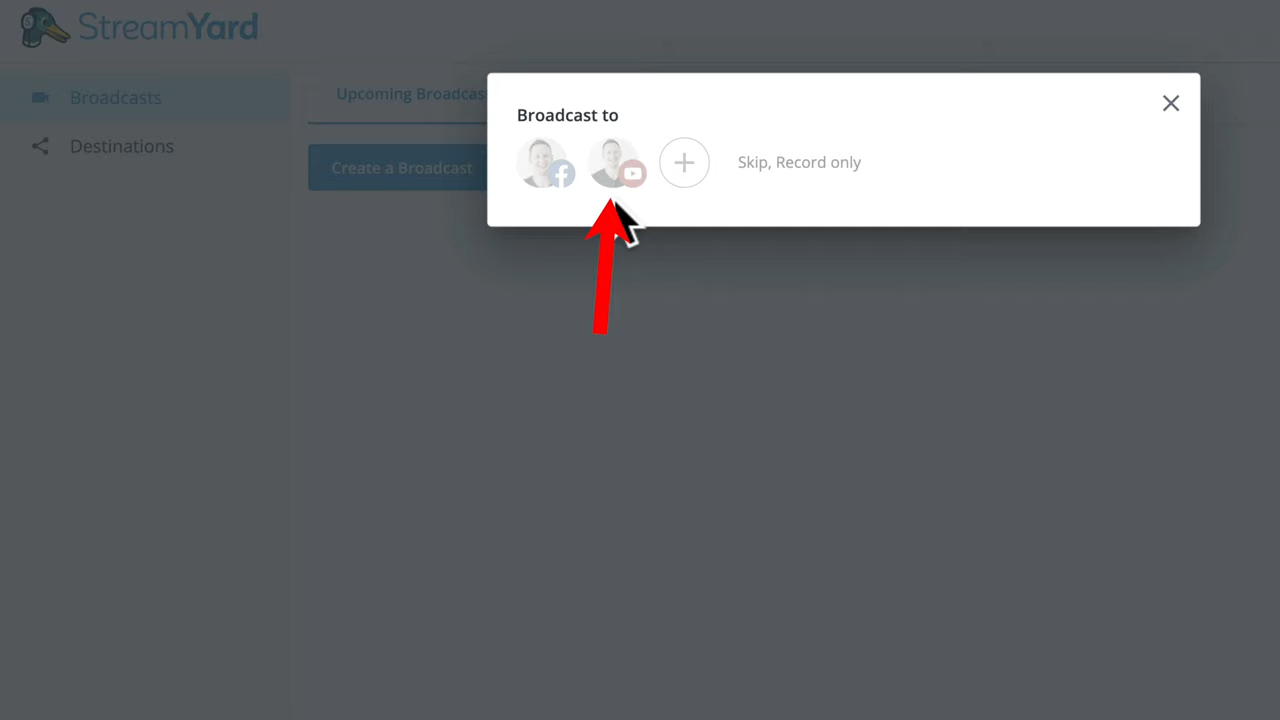 StreamYard
Broadcasts
Destinations
Upcoming Broadcas
Create a Broadcast
Broadcast to
Skip, Record only